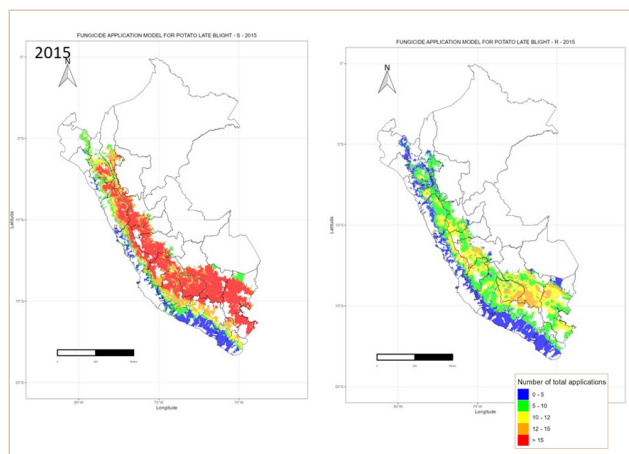 2015
FUNGICIDE APPLICATION MODEL FOR POTATO LATE BLIGHT - S - 2015
N
Latitude
Longitude
FUNGICIDE APPLICATION MODEL FOR POTATO LATE BLIGHT - R - 2015
N
Latitude
Longitude
Number of total applications
0 - 5
5 - 10
10 - 12
12 - 15
> 15